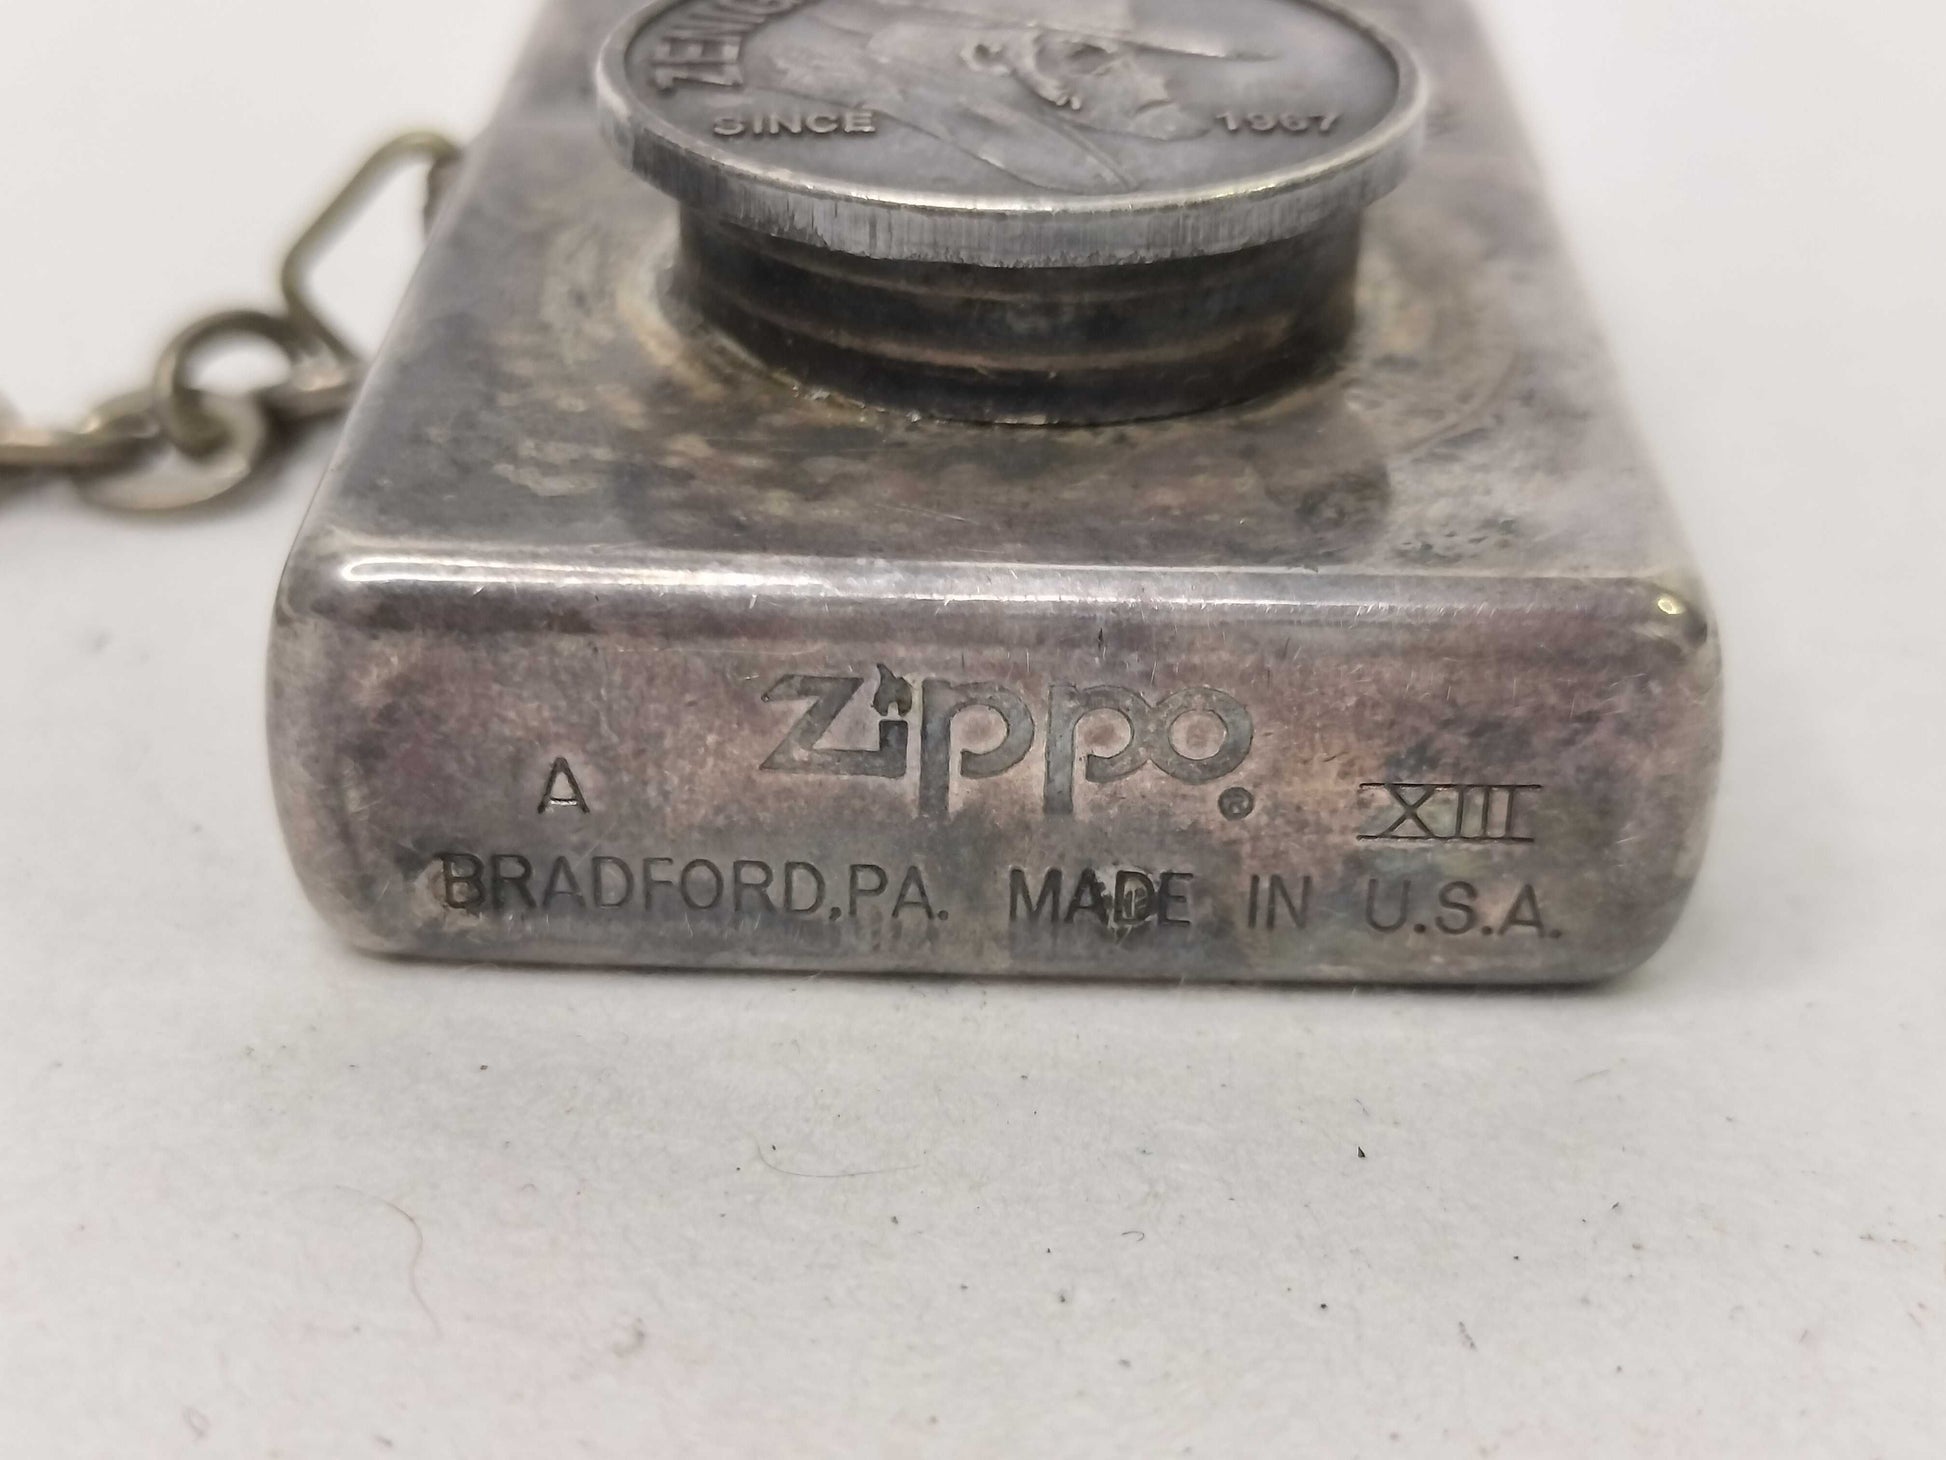 SINCE 1967
Zippo ®
A XIII
BRADFORD,PA. MADE IN U.S.A.